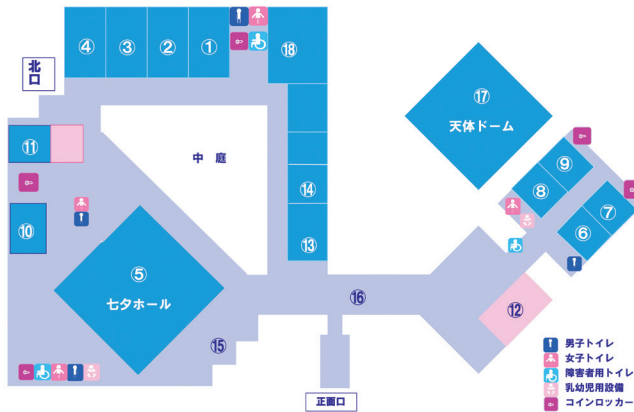 ④ ③ ② ① ⑱
北口
⑰
天体ドーム
⑪
中庭
⑨
⑧
⑭
⑦
⑩
⑥
⑬
⑤
七夕ホール
⑯
⑫
⑮
正面口
男子トイレ
女子トイレ
障害者用トイレ
乳幼児用設備
コインロッカー